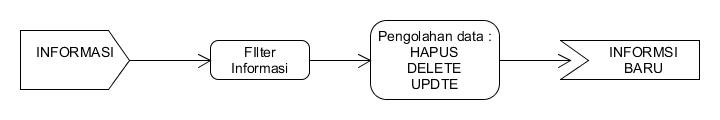 INFORMASI
FIlter
Informasi
Pengolahan data :
HAPUS
DELETE
UPDTE
INFORMSI
BARU